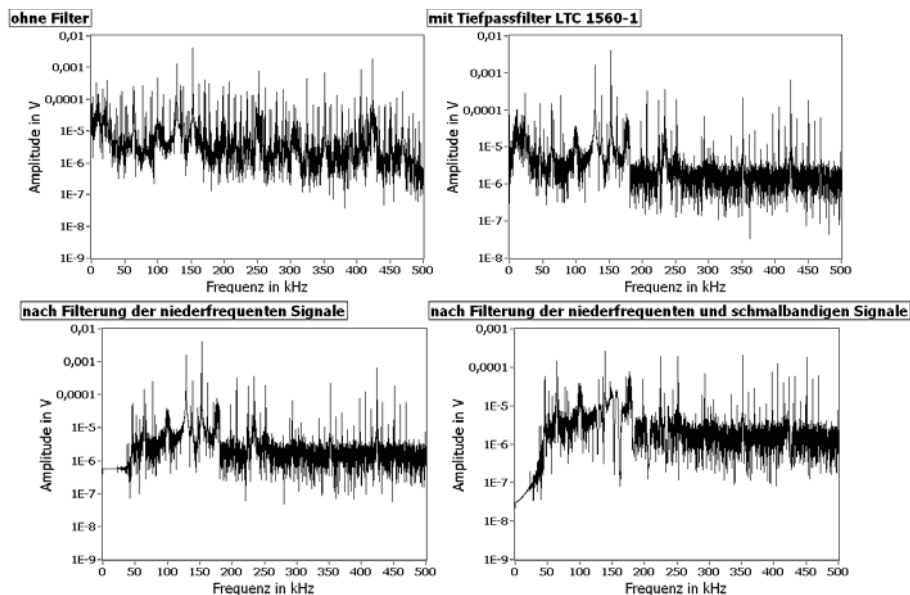 ohne Filter
mit Tiefpassfilter LTC 1560-1
0,01
0,001
0,0001
1E-5
1E-6
1E-7
1E-8
1E-9
Amplitude in V
0 50 100 150 200 250 300 350 400 450 500
Frequenz in kHz
0,01
0,001
0,0001
1E-5
1E-6
1E-7
1E-8
Amplitude in V
0 50 100 150 200 250 300 350 400 450 500
Frequenz in kHz
nach Filterung der niederfrequenten Signale
nach Filterung der niederfrequenten und schmalbandigen Signale
0,01
0,001
0,0001
1E-5
1E-6
1E-7
1E-8
1E-9
Amplitude in V
0 50 100 150 200 250 300 350 400 450 500
Frequenz in kHz
0,001
0,0001
1E-5
1E-6
1E-7
1E-8
1E-9
Amplitude in V
0 50 100 150 200 250 300 350 400 450 500
Frequenz in kHz